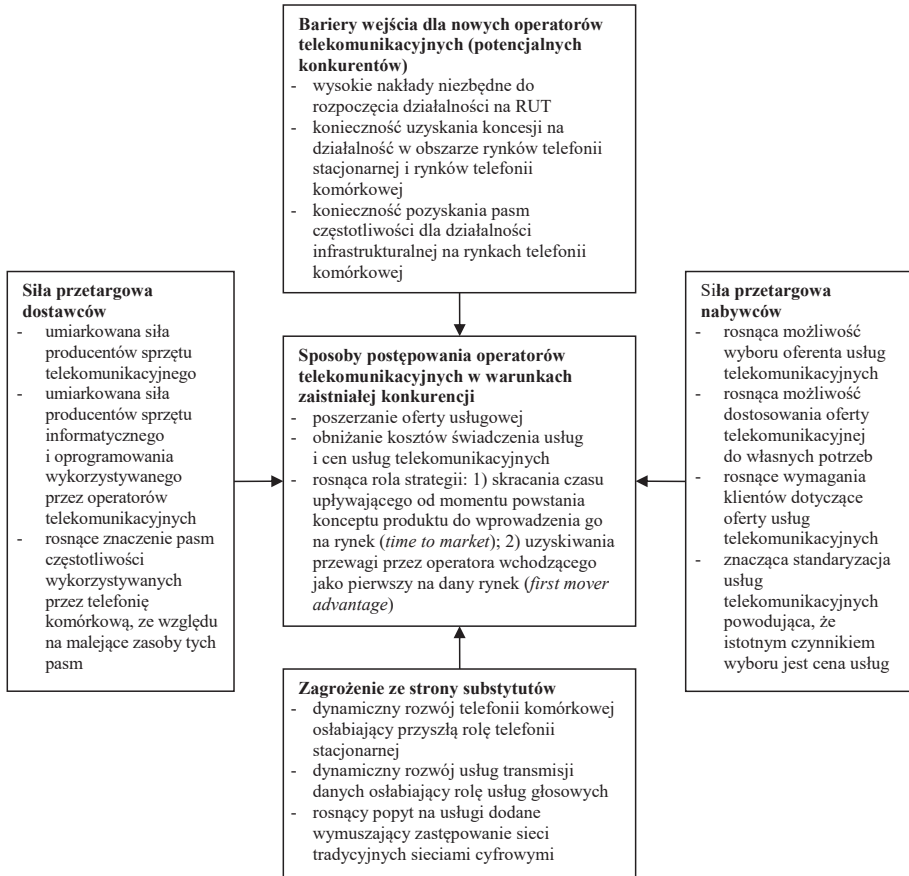 Bariery wejścia dla nowych operatorów
telekomunikacyjnych (potencjalnych
konkurentów)
- wysokie nakłady niezbędne do
rozpoczęcia działalności na RUT
- konieczność uzyskania koncesji na
działalność w obszarze rynków telefonii
stacjonarnej i rynków telefonii
komórkowej
- konieczność pozyskania pasm
częstotliwości dla działalności
infrastrukturalnej na rynkach telefonii
komórkowej
Siła przetargowa
dostawców
- umiarkowana siła
producentów sprzętu
telekomunikacyjnego
- umiarkowana siła
producentów sprzętu
informatycznego
i oprogramowania
wykorzystywanego
przez operatorów
telekomunikacyjnych
- rosnące znaczenie pasm
częstotliwości
wykorzystywanych
przez telefonię
komórkową, ze względu
na malejące zasoby tych
pasm
Sposoby postępowania operatorów
telekomunikacyjnych w warunkach
zaistniałej konkurencji
- poszerzanie oferty usługowej
- obniżanie kosztów świadczenia usług
i cen usług telekomunikacyjnych
- rosnąca rola strategii: 1) skracania czasu
upływającego od momentu powstania
konceptu produktu do wprowadzenia go
na rynek (time to market); 2) uzyskiwania
przewagi przez operatora wchodzącego
jako pierwszy na dany rynek (first mover
advantage)
Siła przetargowa
nabywców
- rosnąca możliwość
wyboru oferenta usług
telekomunikacyjnych
- rosnąca możliwość
dostosowania oferty
telekomunikacyjnej
do własnych potrzeb
- rosnące wymagania
klientów dotyczące
oferty usług
telekomunikacyjnych
- znacząca standaryzacja
usług
telekomunikacyjnych
powodująca, że
istotnym czynnikiem
wyboru jest cena usług
Zagrożenie ze strony substytutów
- dynamiczny rozwój telefonii komórkowej
osłabiający przyszłą rolę telefonii
stacjonarnej
- dynamiczny rozwój usług transmisji
danych osłabiający rolę usług głosowych
- rosnący popyt na usługi dodane
wymuszający zastępowanie sieci
tradycyjnych sieciami cyfrowymi